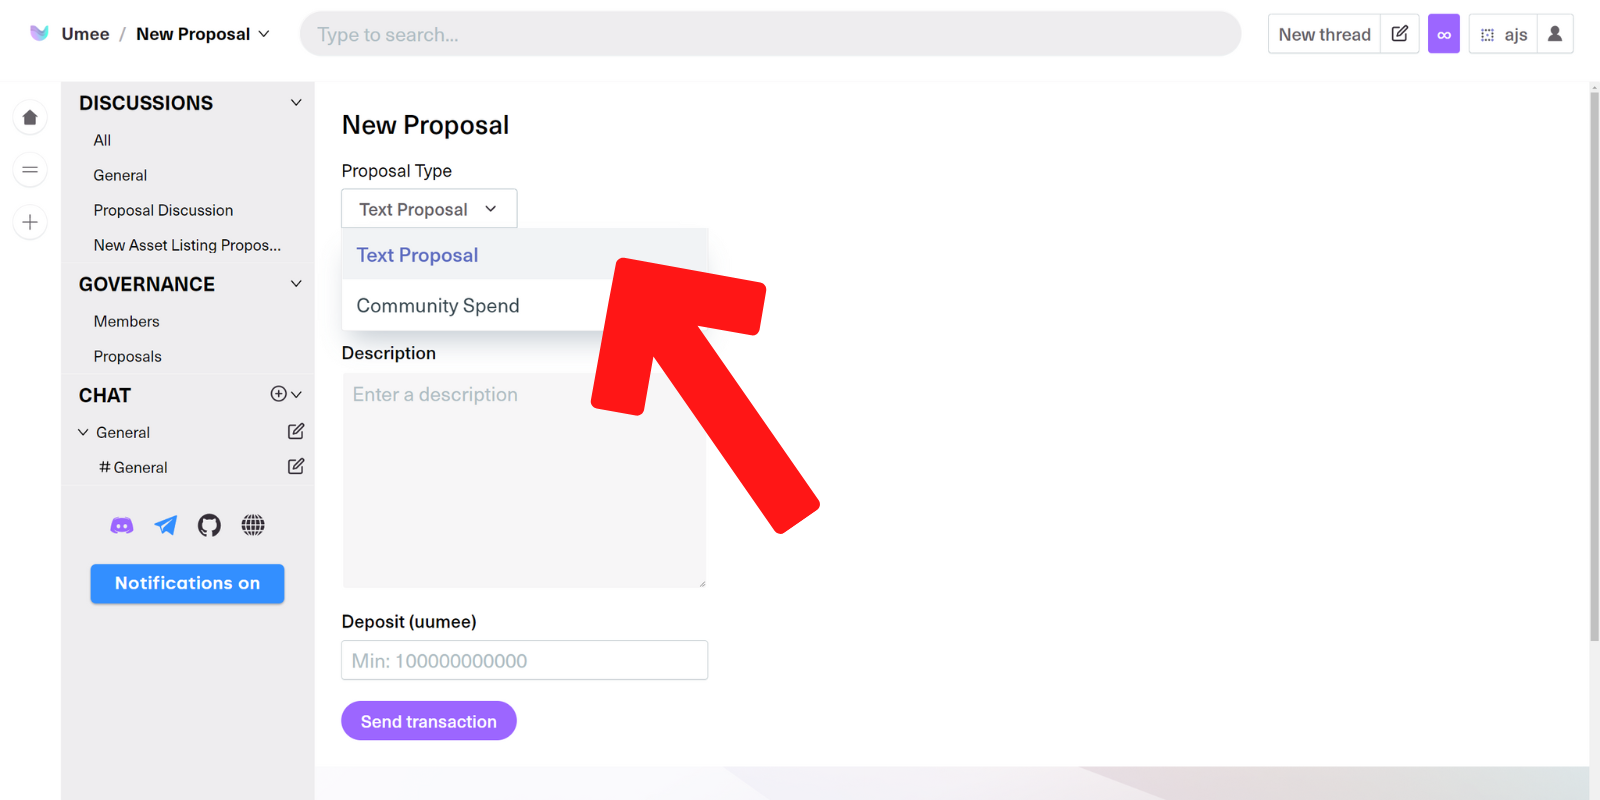 Umee / New Proposal
Type to search...
New thread
ajs
DISCUSSIONS
All
General
Proposal Discussion
New Asset Listing Propos...
GOVERNANCE
Members
Proposals
CHAT
General
# General
Notifications on
New Proposal
Proposal Type
Text Proposal
Text Proposal
Community Spend
Description
Enter a description
Deposit (uumee)
Min: 100000000000
Send transaction